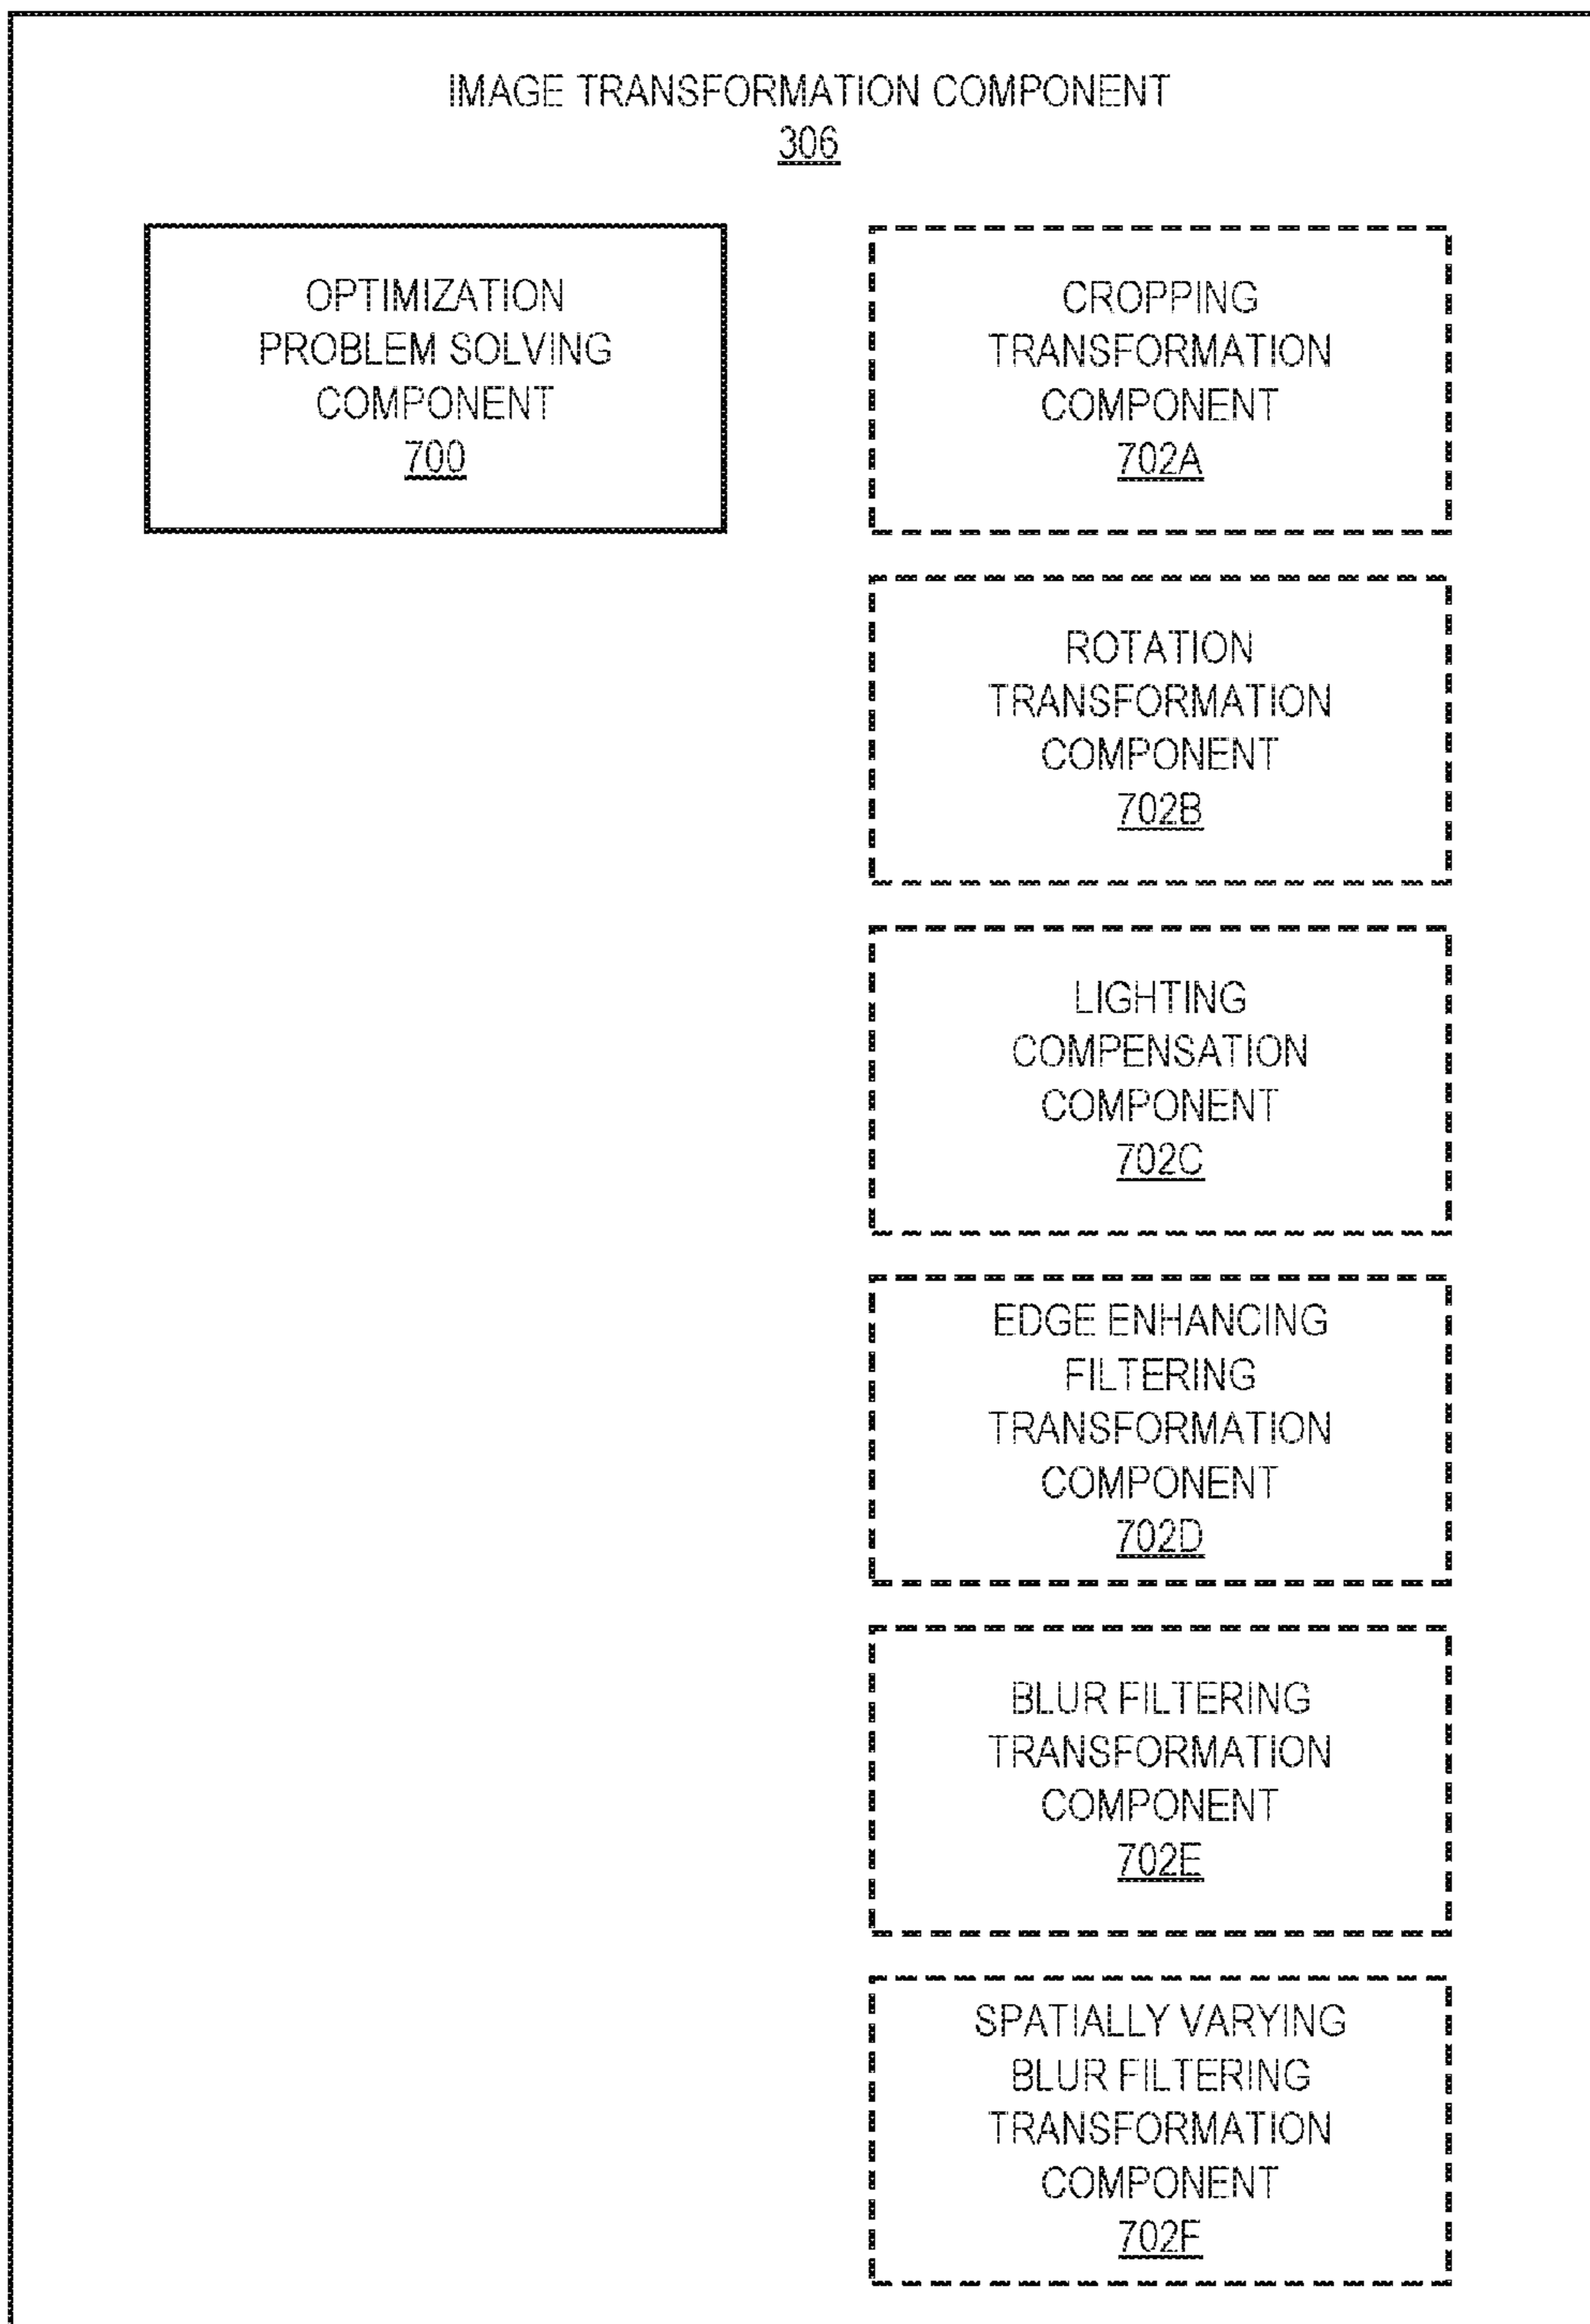 IMAGE TRANSFORMATION COMPONENT
306
OPTIMIZATION
PROBLEM SOLVING
COMPONENT
700
CROPPING
TRANSFORMATION
COMPONENT
702A
ROTATION
TRANSFORMATION
COMPONENT
702B
LIGHTING
COMPENSATION
COMPONENT
702C
EDGE ENHANCING
FILTERING
TRANSFORMATION
COMPONENT
702D
BLUR FILTERING
TRANSFORMATION
COMPONENT
702E
SPATIALLY VARYING
BLUR FILTERING
TRANSFORMATION
COMPONENT
702F